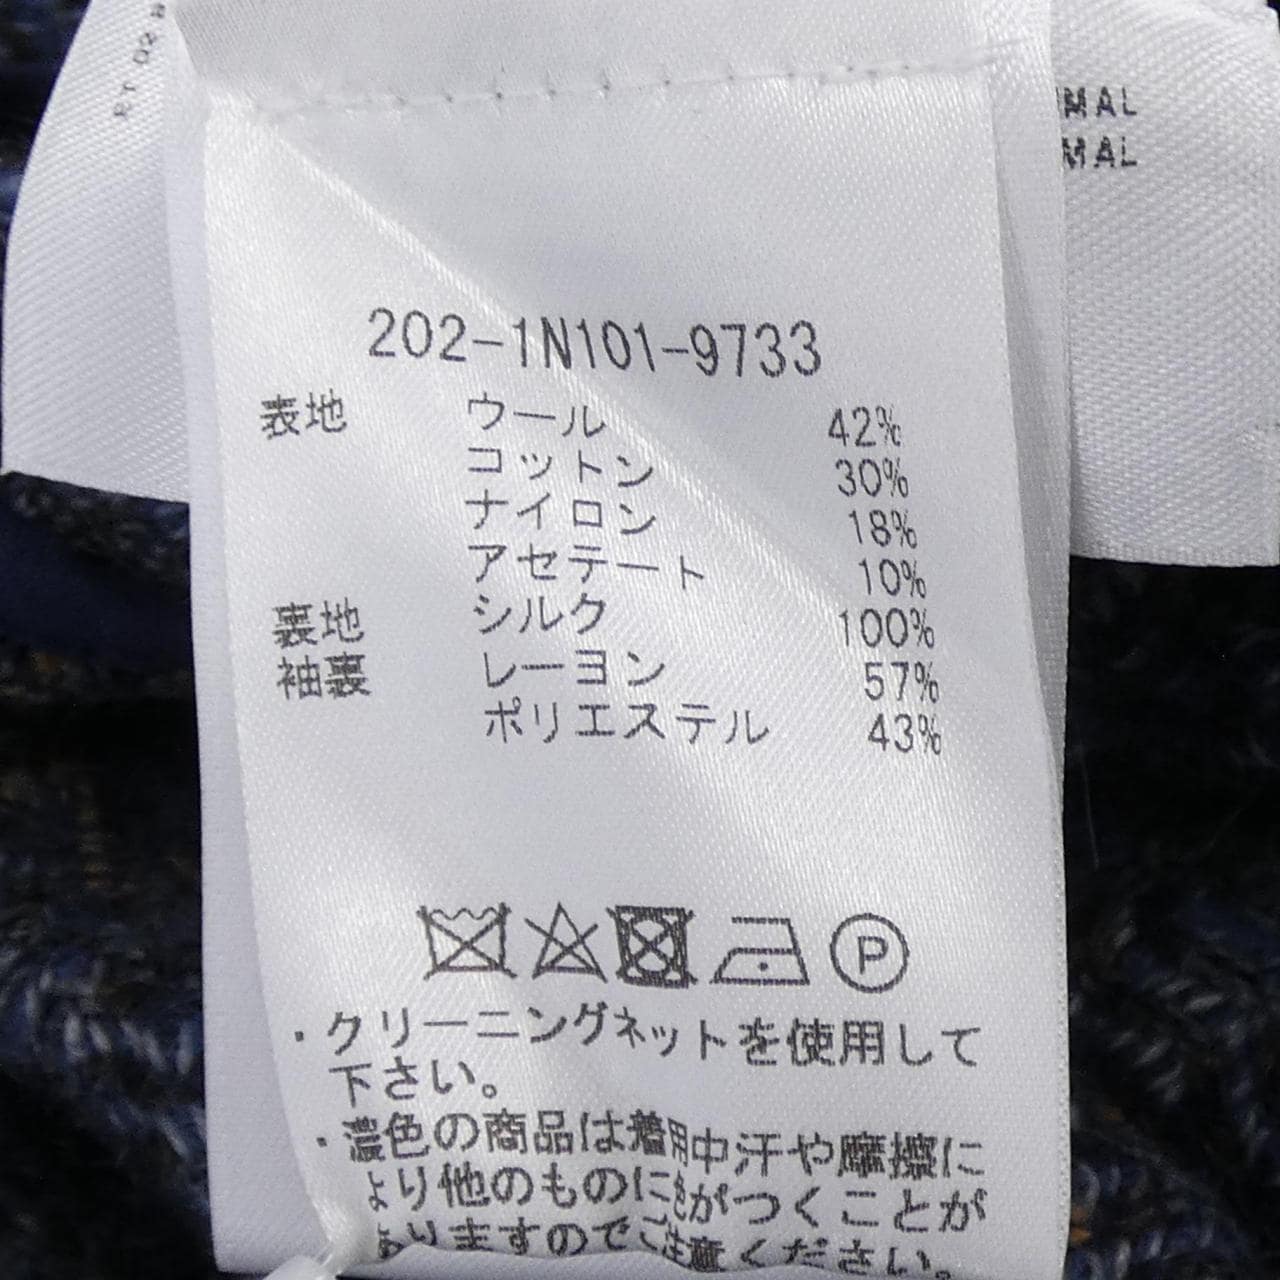 MAL
MAL
202-1N101-9733
表地 ウール 42%
コットン 30%
ナイロン 18%
アセテート 10%
裏地 シルク 100%
袖裏 レーヨン 57%
ポリエステル 43%
P
・クリーニングネットを使用して
下さい。
・濃色の商品は着用中汗や摩擦に
より他のものに色がつくことが
ありますのでご注意ください。